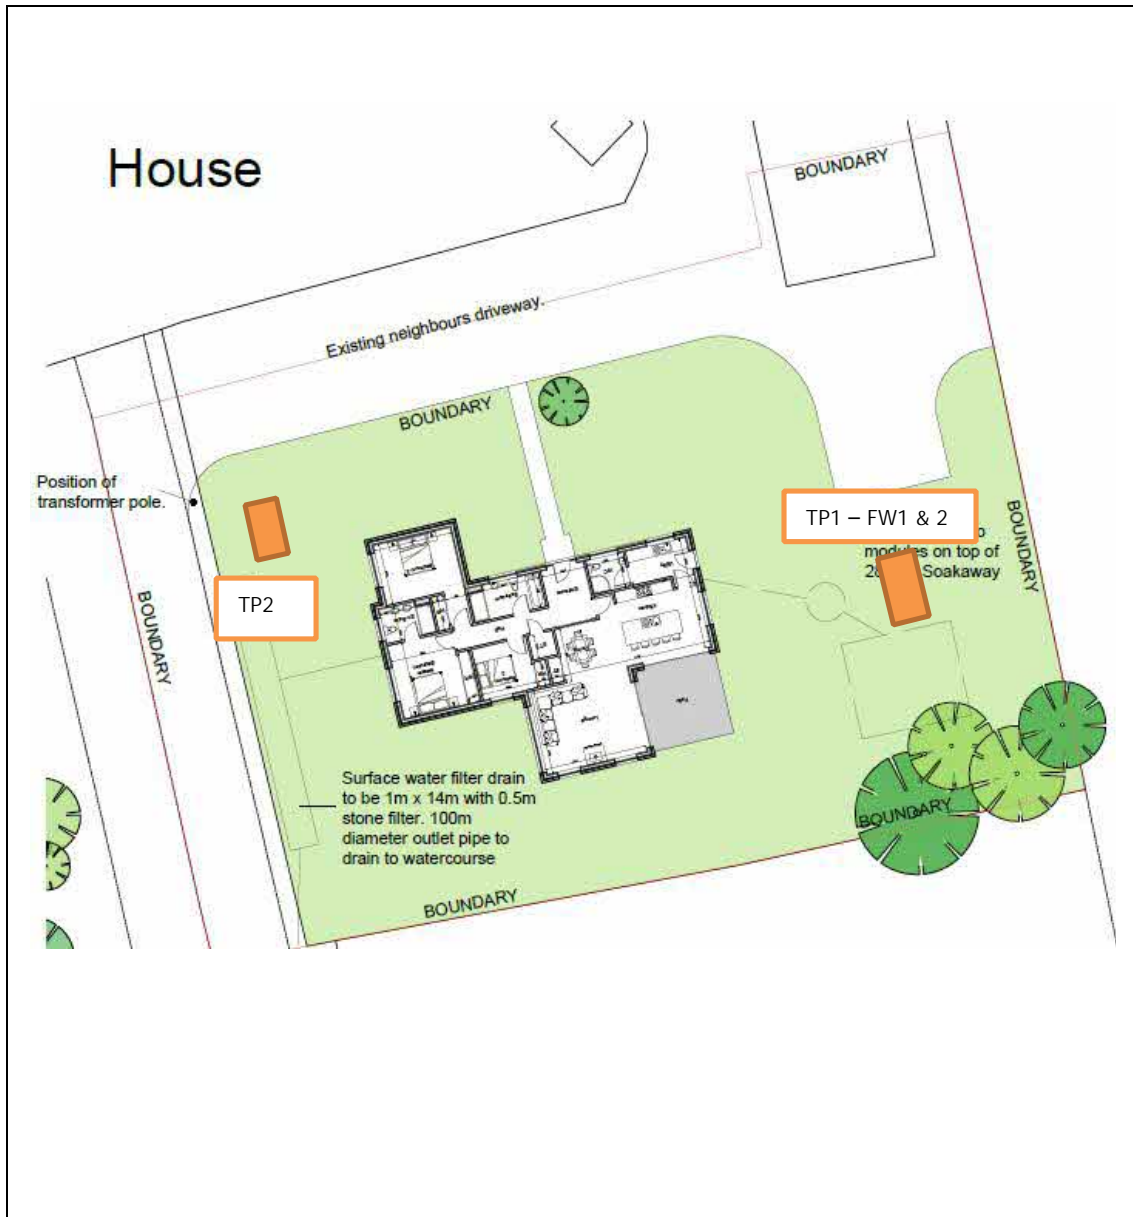 House
BOUNDARY
Existing neighbours driveway.
BOUNDARY
Position of
transformer pole.
TP1 – FW1 & 2
modules on top of
Soakaway
BOUNDARY
TP2
BOUNDARY
Surface water filter drain
to be 1m x 14m with 0.5m
stone filter. 100m
diameter outlet pipe to
drain to watercourse
BOUNDARY
BOUNDARY